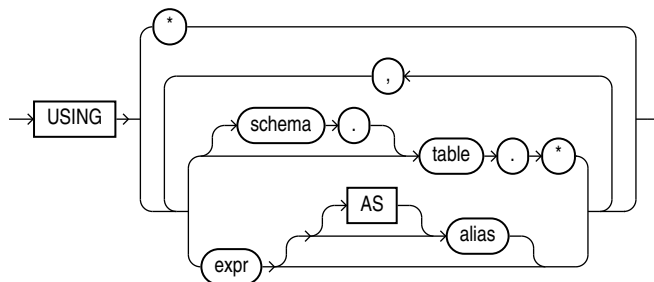 *
,
USING
schema .
table . *
AS
alias
expr